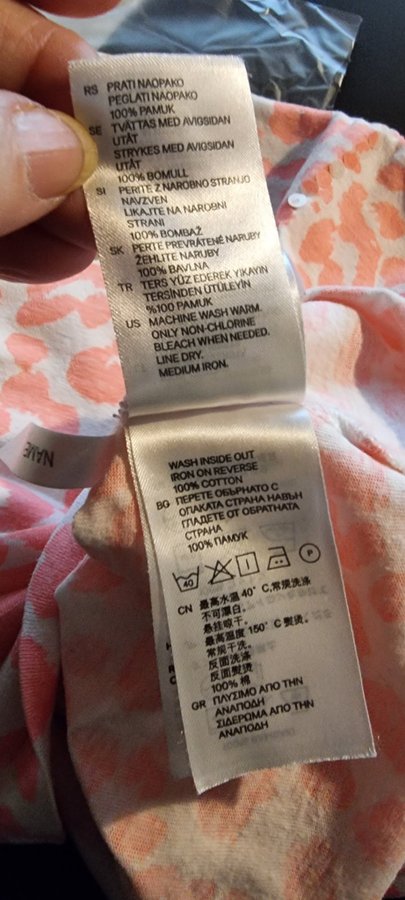 RS PRATI NAOPAKO
PEGLATI NAOPAKO
100% PAMUK
SE TVÄTTAS MED AVIGSIDAN
UTÅT
STRYKES MED AVIGSIDAN
UTÅT
100% BOMULL
SI PERITE Z NAROBNO STRANJO
NAVZVEN
LIKAJTE NA NAROBNI
STRANI
100% BOMBAŽ
SK PERTE PREVRÁTENÉ NARUBY
ŽEHLITE NARUBY
100% BAVLNA
TR TERS YÜZ EDEREK YIKAYIN
TERSİNDEN ÜTÜLEYİN
%100 PAMUK
US MACHINE WASH WARM.
ONLY NON-CHLORINE
BLEACH WHEN NEEDED.
LINE DRY.
MEDIUM IRON.
NAME
WASH INSIDE OUT
IRON ON REVERSE
100% COTTON
BG ПЕРЕТЕ ОБЪРНАТО С
ОПАКАТА СТРАНА НАВЪН
ГЛАДЕТЕ ОТ ОБРАТНАТА
СТРАНА
100% ПАМУК
40 P
CN 最高水温 40°C,常规洗涤
不可漂白。
悬挂晾干。
最高温度 150°C 熨烫。
常规干洗。
反面洗涤
反面熨烫
100% 棉
GR ΠΛΥΣΙΜΟ ΑΠΟ ΤΗΝ
ΑΝΑΠΟΔΗ
ΣΙΔΕΡΩΜΑ ΑΠΟ ΤΗΝ
ΑΝΑΠΟΔΗ